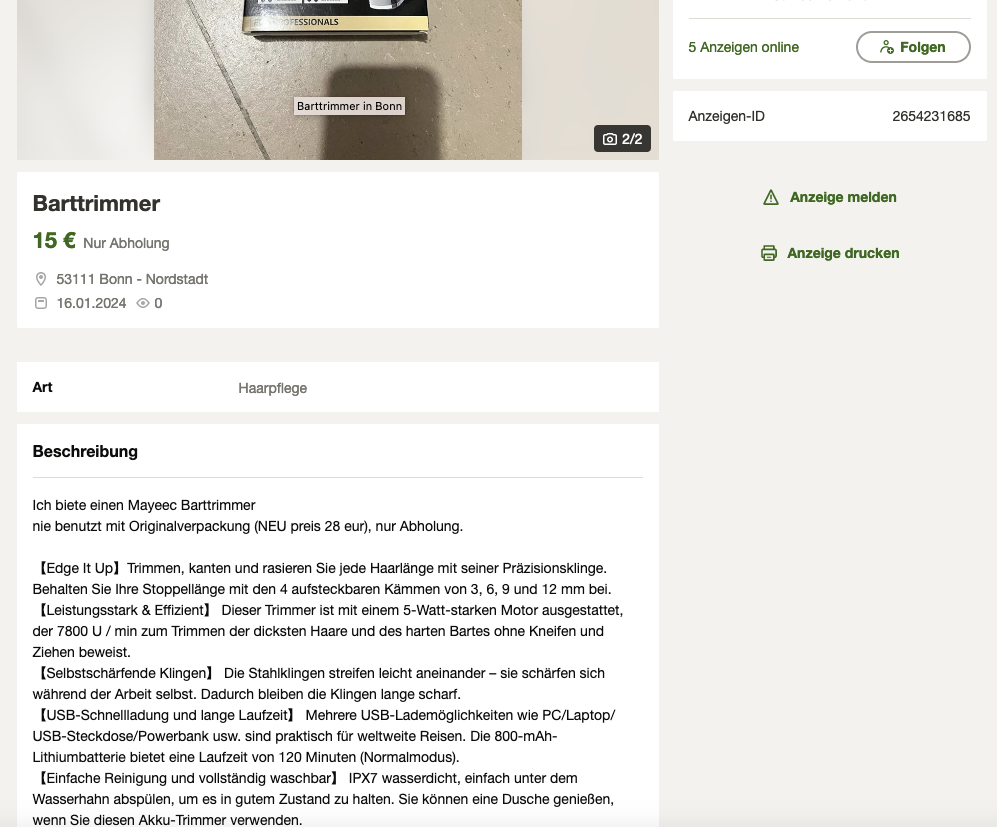 PROFESSIONALS
Barttrimmer in Bonn
2/2
5 Anzeigen online
Folgen
Anzeigen-ID
2654231685
Anzeige melden
Anzeige drucken
Barttrimmer
15 € Nur Abholung
53111 Bonn - Nordstadt
16.01.2024 0
Art
Haarpflege
Beschreibung
Ich biete einen Mayeec Barttrimmer
nie benutzt mit Originalverpackung (NEU preis 28 eur), nur Abholung.
【Edge It Up】Trimmen, kanten und rasieren Sie jede Haarlänge mit seiner Präzisionsklinge.
Behalten Sie Ihre Stoppellänge mit den 4 aufsteckbaren Kämmen von 3, 6, 9 und 12 mm bei.
【Leistungsstark & Effizient】 Dieser Trimmer ist mit einem 5-Watt-starken Motor ausgestattet,
der 7800 U / min zum Trimmen der dicksten Haare und des harten Bartes ohne Kneifen und
Ziehen beweist.
【Selbstschärfende Klingen】 Die Stahlklingen streifen leicht aneinander – sie schärfen sich
während der Arbeit selbst. Dadurch bleiben die Klingen lange scharf.
【USB-Schnellladung und lange Laufzeit】 Mehrere USB-Lademöglichkeiten wie PC/Laptop/
USB-Steckdose/Powerbank usw. sind praktisch für weltweite Reisen. Die 800-mAh-
Lithiumbatterie bietet eine Laufzeit von 120 Minuten (Normalmodus).
【Einfache Reinigung und vollständig waschbar】 IPX7 wasserdicht, einfach unter dem
Wasserhahn abspülen, um es in gutem Zustand zu halten. Sie können eine Dusche genießen,
wenn Sie diesen Akku-Trimmer verwenden.